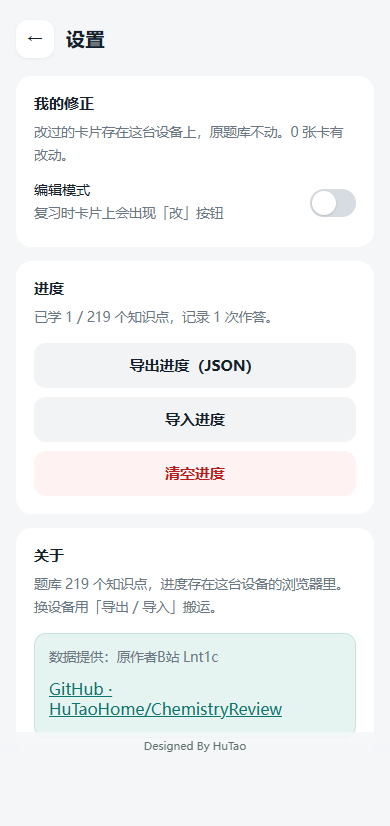 ← 设置
我的修正
改过的卡片存在这台设备上，原题库不动。0 张卡有
改动。
编辑模式
复习时卡片上会出现「改」按钮
进度
已学 1 / 219 个知识点，记录 1 次作答。
导出进度（JSON）
导入进度
清空进度
关于
题库 219 个知识点，进度存在这台设备的浏览器里。
换设备用「导出 / 导入」搬运。
数据提供：原作者B站 Lnt1c
GitHub ·
HuTaoHome/ChemistryReview
Designed By HuTao